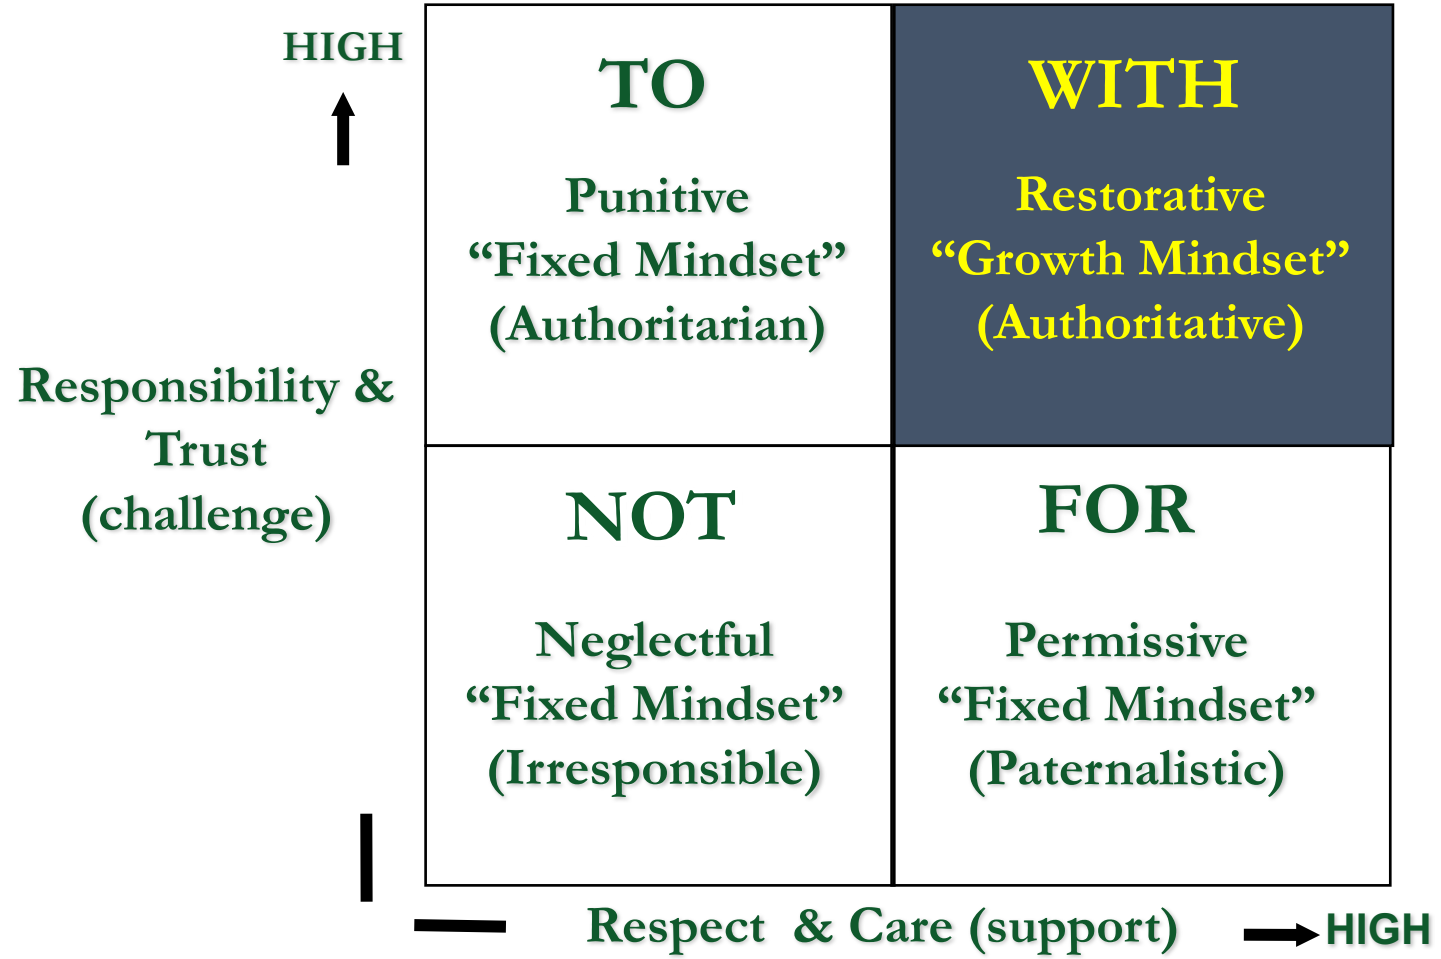 HIGH
TO
Punitive
“Fixed Mindset”
(Authoritarian)
WITH
Restorative
“Growth Mindset”
(Authoritative)
Responsibility &
Trust
(challenge)
NOT
Neglectful
“Fixed Mindset”
(Irresponsible)
FOR
Permissive
“Fixed Mindset”
(Paternalistic)
Respect & Care (support)
HIGH